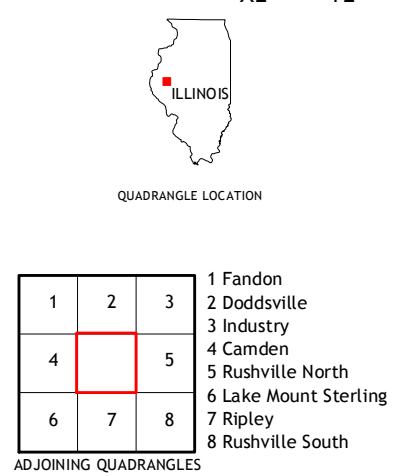 ILLINOIS
QUADRANGLE LOCATION
1 2 3
4 5
6 7 8
1 Fandon
2 Doddsville
3 Industry
4 Camden
5 Rushville North
6 Lake Mount Sterling
7 Ripley
8 Rushville South
ADJOINING QUADRANGLES